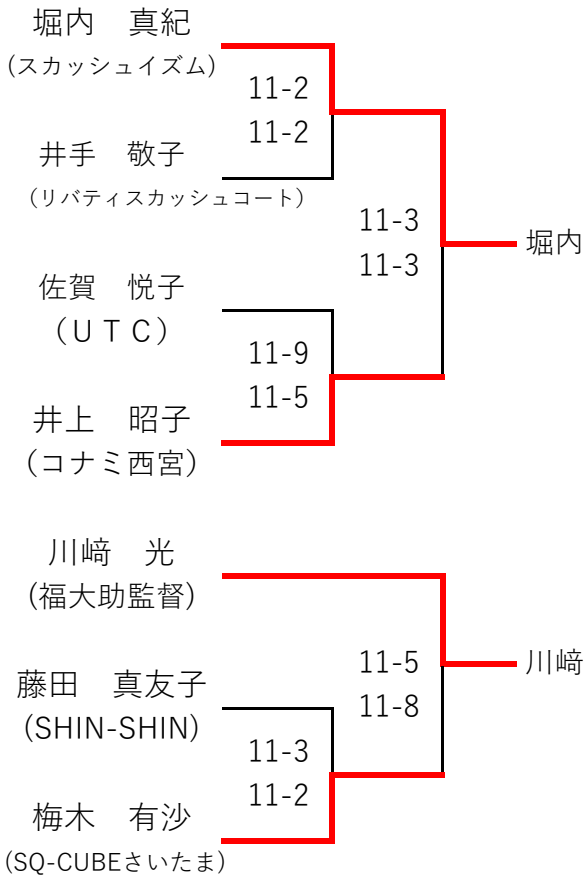 堀内　真紀
(スカッシュイズム)
11-2
11-2
井手　敬子
（リバティスカッシュコート）
11-3
11-3
堀内
佐賀　悦子
（ＵＴＣ）
11-9
11-5
井上　昭子
(コナミ西宮)
川﨑　光
(福大助監督)
11-5
11-8
川﨑
藤田　真友子
(SHIN-SHIN)
11-3
11-2
梅木　有沙
(SQ-CUBEさいたま)